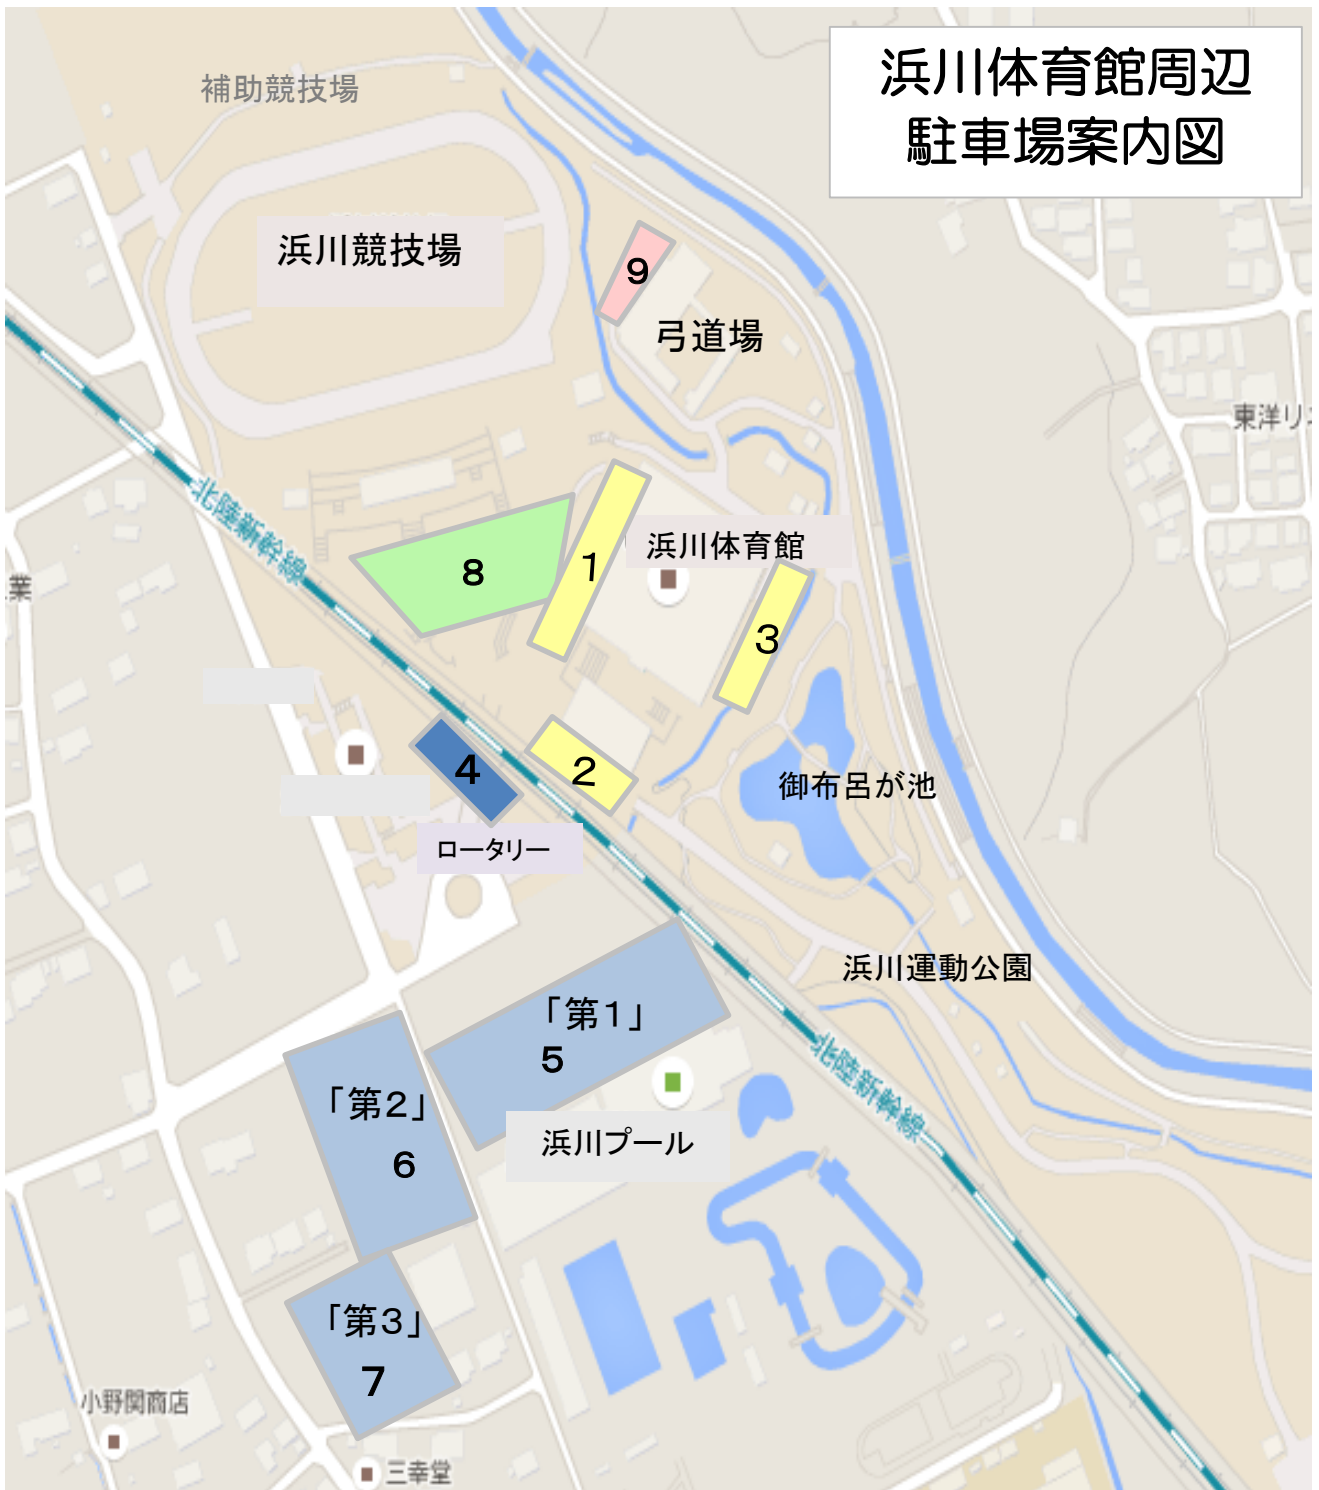 浜川体育館周辺
駐車場案内図
補助競技場
浜川競技場
9
弓道場
東洋リ
北陸新幹線
1
浜川体育館
8
業
3
4
2
御布呂が池
ロータリー
浜川運動公園
「第1」
5
北陸新幹線
「第2」
6
浜川プール
「第3」
7
小野関商店
三幸堂